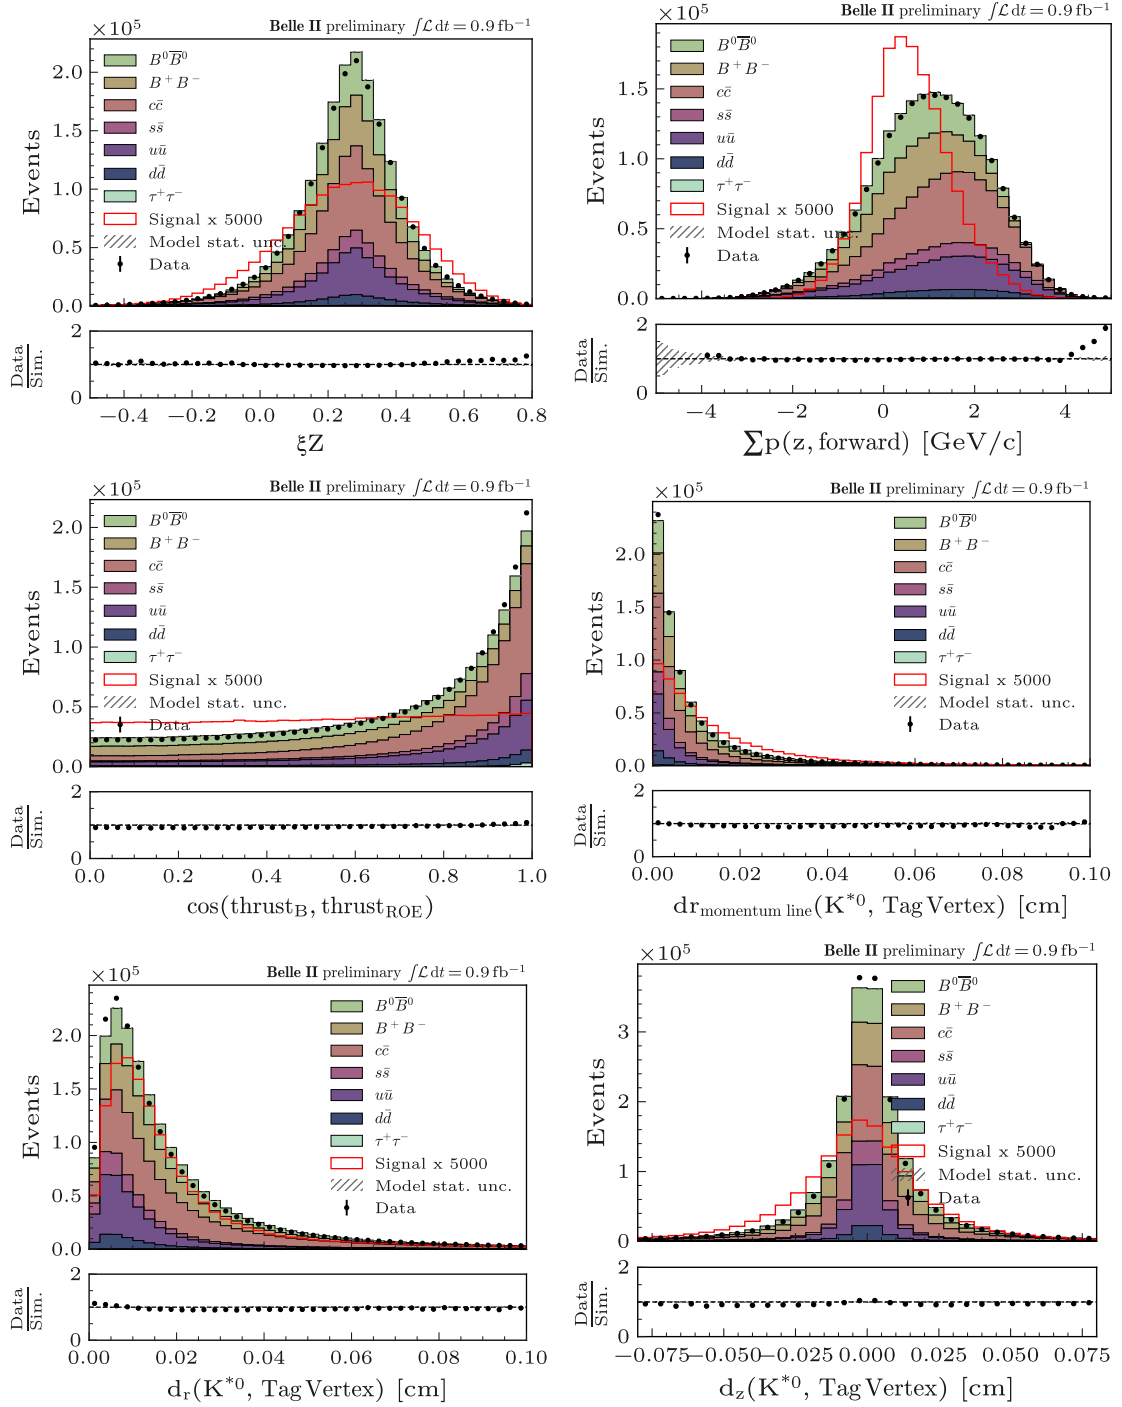 ×10⁵ Belle II preliminary ∫ℒ dt = 0.9 fb⁻¹
2.0
1.5
1.0
0.5
0.0
Events
B⁰B̅⁰
B⁺B⁻
cc̄
ss̄
uū
dd̄
τ⁺τ⁻
Signal x 5000
Model stat. unc.
Data
2
1
0
Data
Sim.
−0.4 −0.2 0.0 0.2 0.4 0.6 0.8
ξZ
×10⁵ Belle II preliminary ∫ℒ dt = 0.9 fb⁻¹
1.5
1.0
0.5
0.0
Events
B⁰B̅⁰
B⁺B⁻
cc̄
ss̄
uū
dd̄
τ⁺τ⁻
Signal x 5000
Model stat. unc.
Data
2
1
0
Data
Sim.
−4 −2 0 2 4
∑p(z, forward) [GeV/c]
×10⁵ Belle II preliminary ∫ℒ dt = 0.9 fb⁻¹
2.0
1.5
1.0
0.5
0.0
Events
B⁰B̅⁰
B⁺B⁻
cc̄
ss̄
uū
dd̄
τ⁺τ⁻
Signal x 5000
Model stat. unc.
Data
2
1
0
Data
Sim.
0.0 0.2 0.4 0.6 0.8 1.0
cos(thrust_B, thrust_ROE)
×10⁵ Belle II preliminary ∫ℒ dt = 0.9 fb⁻¹
2.0
1.5
1.0
0.5
0.0
Events
B⁰B̅⁰
B⁺B⁻
cc̄
ss̄
uū
dd̄
τ⁺τ⁻
Signal x 5000
Model stat. unc.
Data
2
1
0
Data
Sim.
0.00 0.02 0.04 0.06 0.08 0.10
dr_momentum line(K*⁰, Tag Vertex) [cm]
×10⁵ Belle II preliminary ∫ℒ dt = 0.9 fb⁻¹
2.0
1.5
1.0
0.5
0.0
Events
B⁰B̅⁰
B⁺B⁻
cc̄
ss̄
uū
dd̄
τ⁺τ⁻
Signal x 5000
Model stat. unc.
Data
2
1
0
Data
Sim.
0.00 0.02 0.04 0.06 0.08 0.10
d_r(K*⁰, Tag Vertex) [cm]
×10⁵ Belle II preliminary ∫ℒ dt = 0.9 fb⁻¹
3
2
1
0
Events
B⁰B̅⁰
B⁺B⁻
cc̄
ss̄
uū
dd̄
τ⁺τ⁻
Signal x 5000
Model stat. unc.
Data
2
1
0
Data
Sim.
−0.075 −0.050 −0.025 0.000 0.025 0.050 0.075
d_z(K*⁰, Tag Vertex) [cm]